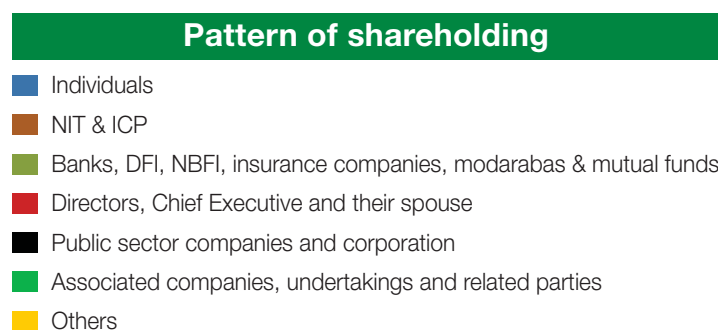 Pattern of shareholding
Individuals
NIT & ICP
Banks, DFI, NBFI, insurance companies, modarabas & mutual funds
Directors, Chief Executive and their spouse
Public sector companies and corporation
Associated companies, undertakings and related parties
Others